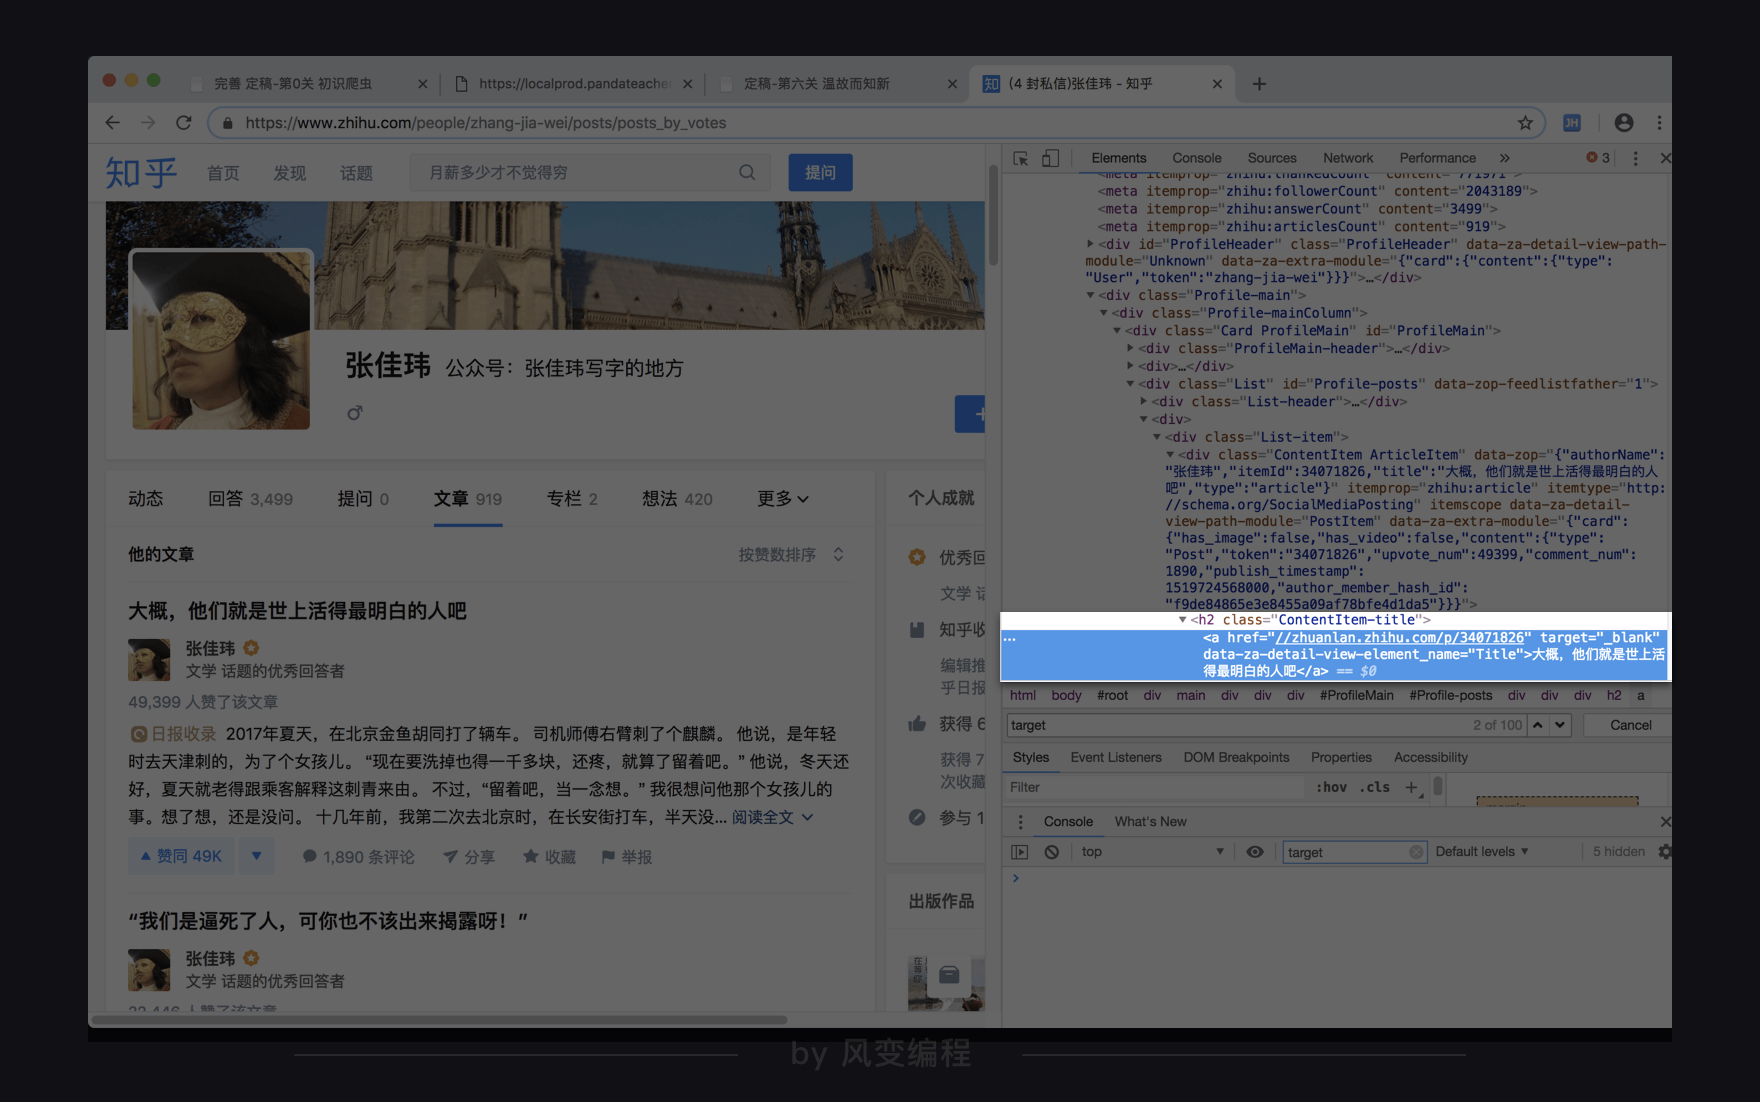 完善 定稿-第0关 初识爬虫
https://localprod.pandateache
定稿-第六关 温故而知新
知 (4 封私信)张佳玮 - 知乎
https://www.zhihu.com/people/zhang-jia-wei/posts/posts_by_votes
JH
知乎 首页 发现 话题 月薪多少才不觉得穷 提问
张佳玮 公众号：张佳玮写字的地方
动态 回答 3,499 提问 0 文章 919 专栏 2 想法 420 更多
他的文章 按赞数排序
大概，他们就是世上活得最明白的人吧
张佳玮
文学 话题的优秀回答者
49,399 人赞了该文章
日报收录 2017年夏天，在北京金鱼胡同打了辆车。 司机师傅右臂刺了个麒麟。 他说，是年轻
时去天津刺的，为了个女孩儿。 “现在要洗掉也得一千多块，还疼，就算了留着吧。” 他说，冬天还
好，夏天就老得跟乘客解释这刺青来由。 不过，“留着吧，当一念想。” 我很想问他那个女孩儿的
事。想了想，还是没问。 十几年前，我第二次去北京时，在长安街打车，半天没... 阅读全文
赞同 49K 1,890 条评论 分享 收藏 举报
“我们是逼死了人，可你也不该出来揭露呀！”
张佳玮
文学 话题的优秀回答者
个人成就
优秀回
文学 话
知乎收
编辑推
乎日报
获得 6
获得 7
次收藏
参与 1
出版作品
Elements Console Sources Network Performance » 3
<meta itemprop="zhihu:thankedCount" content="771971">
<meta itemprop="zhihu:followerCount" content="2043189">
<meta itemprop="zhihu:answerCount" content="3499">
<meta itemprop="zhihu:articlesCount" content="919">
<div id="ProfileHeader" class="ProfileHeader" data-za-detail-view-path-
module="Unknown" data-za-extra-module="{"card":{"content":{"type":
"User","token":"zhang-jia-wei"}}}">…</div>
<div class="Profile-main">
<div class="Profile-mainColumn">
<div class="Card ProfileMain" id="ProfileMain">
<div class="ProfileMain-header">…</div>
<div>…</div>
<div class="List" id="Profile-posts" data-zop-feedlistfather="1">
<div class="List-header">…</div>
<div>
<div class="List-item">
<div class="ContentItem ArticleItem" data-zop="{"authorName":
"张佳玮","itemId":34071826,"title":"大概，他们就是世上活得最明白的人
吧","type":"article"}" itemprop="zhihu:article" itemtype="http:
//schema.org/SocialMediaPosting" itemscope data-za-detail-
view-path-module="PostItem" data-za-extra-module="{"card":
{"has_image":false,"has_video":false,"content":{"type":
"Post","token":"34071826","upvote_num":49399,"comment_num":
1890,"publish_timestamp":
1519724568000,"author_member_hash_id":
"f9de84865e3e8455a09af78bfe4d1da5"}}}">
<h2 class="ContentItem-title">
… <a href="//zhuanlan.zhihu.com/p/34071826" target="_blank"
data-za-detail-view-element_name="Title">大概，他们就是世上活
得最明白的人吧</a> == $0
html body #root div main div div div #ProfileMain #Profile-posts div div div h2 a
target 2 of 100 Cancel
Styles Event Listeners DOM Breakpoints Properties Accessibility
Filter :hov .cls +
Console What's New
top target Default levels 5 hidden
by 风变编程